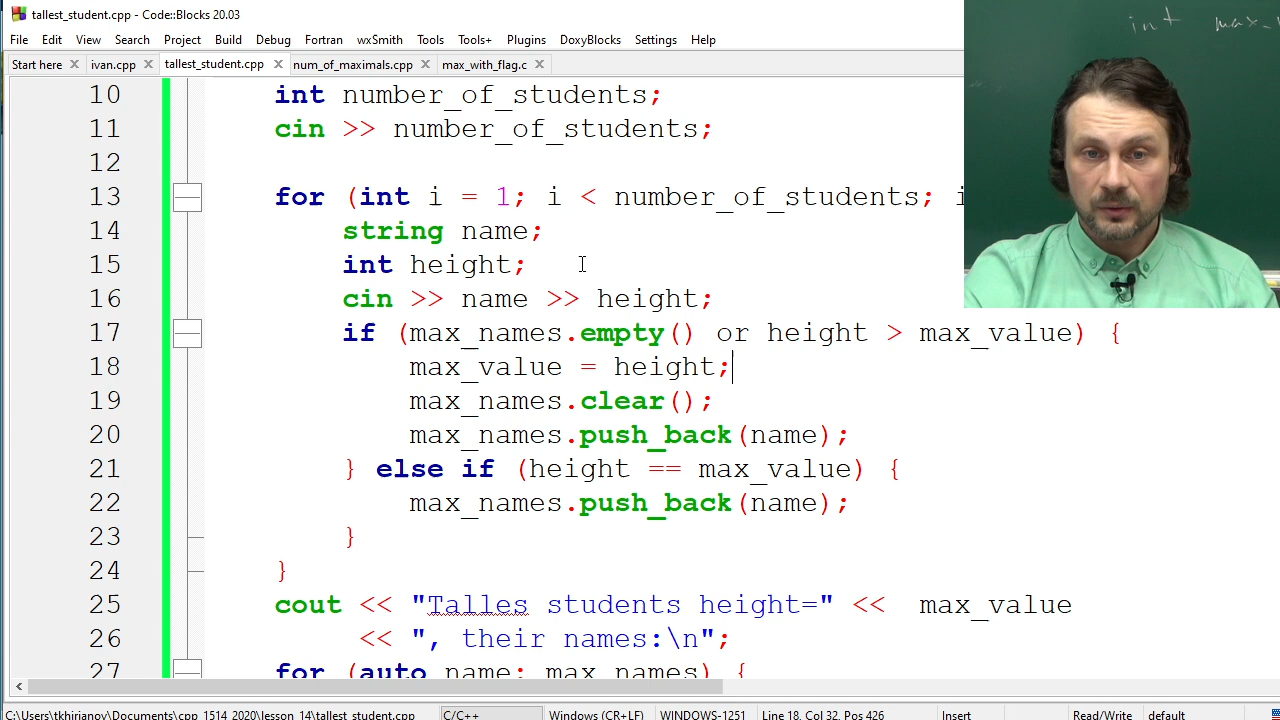 tallest_student.cpp - Code::Blocks 20.03
File Edit View Search Project Build Debug Fortran wxSmith Tools Tools+ Plugins DoxyBlocks Settings Help
Start here ivan.cpp tallest_student.cpp num_of_maximals.cpp max_with_flag.c
int
10 int number_of_students;
11 cin >> number_of_students;
12
13 for (int i = 1; i < number_of_students; i
14 string name;
15 int height;
16 cin >> name >> height;
17 if (max_names.empty() or height > max_value) {
18 max_value = height;
19 max_names.clear();
20 max_names.push_back(name);
21 } else if (height == max_value) {
22 max_names.push_back(name);
23 }
24 }
25 cout << "Talles students height=" << max_value
26 << ", their names:\n";
27 for (auto name: max_names) {
C:\Users\tkhirianov\Documents\cpp_1514_2020\lesson_14\tallest_student.cpp C/C++ Windows (CR+LF) WINDOWS-1251 Line 18, Col 32, Pos 426 Insert Read/Write default